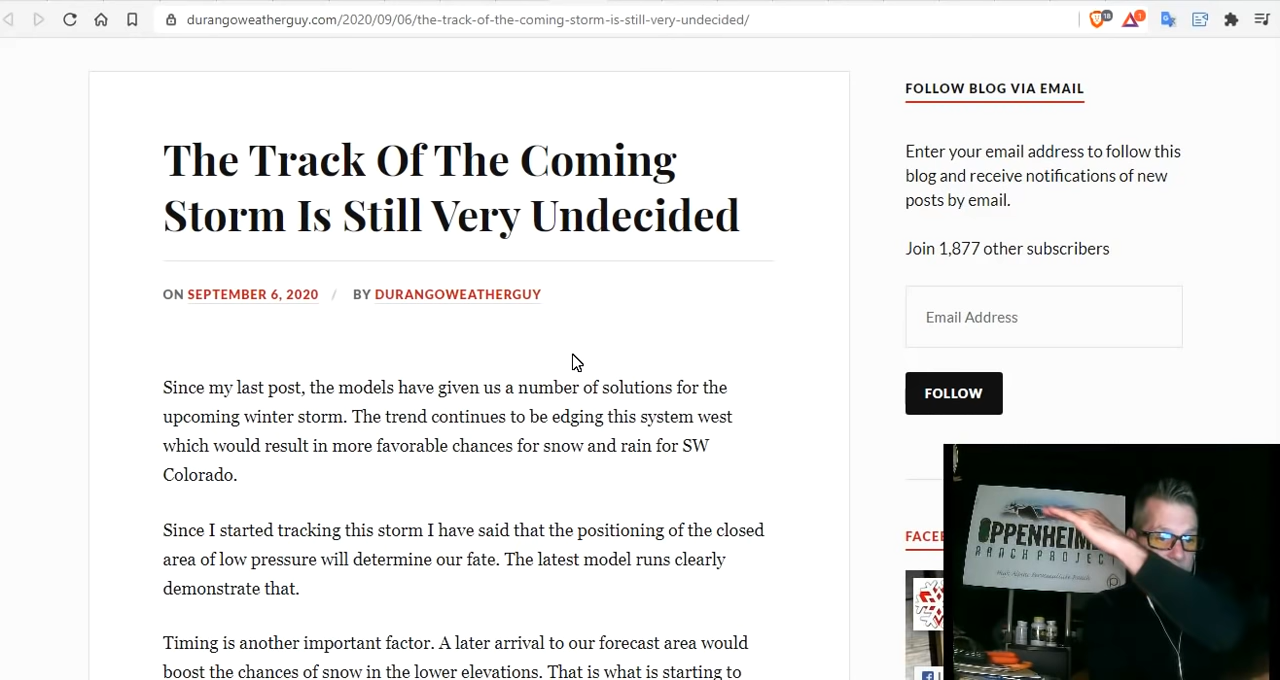 durangoweatherguy.com/2020/09/06/the-track-of-the-coming-storm-is-still-very-undecided/
18
1
The Track Of The Coming
Storm Is Still Very Undecided
ON SEPTEMBER 6, 2020 / BY DURANGOWEATHERGUY
Since my last post, the models have given us a number of solutions for the
upcoming winter storm. The trend continues to be edging this system west
which would result in more favorable chances for snow and rain for SW
Colorado.
Since I started tracking this storm I have said that the positioning of the closed
area of low pressure will determine our fate. The latest model runs clearly
demonstrate that.
Timing is another important factor. A later arrival to our forecast area would
boost the chances of snow in the lower elevations. That is what is starting to
FOLLOW BLOG VIA EMAIL
Enter your email address to follow this
blog and receive notifications of new
posts by email.
Join 1,877 other subscribers
Email Address
FOLLOW
FACE
OPPENHEIM
RANCH PROJECT